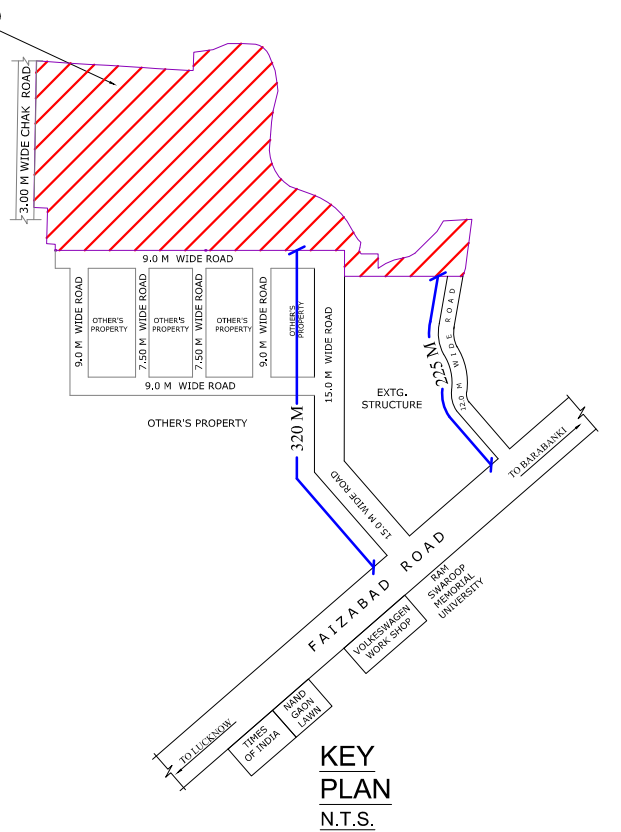 3.00 M WIDE CHAK ROAD
9.0 M WIDE ROAD
9.0 M WIDE ROAD
OTHER'S
PROPERTY
7.50 M WIDE ROAD
OTHER'S
PROPERTY
7.50 M WIDE ROAD
OTHER'S
PROPERTY
9.0 M WIDE ROAD
OTHER'S
PROPERTY
15.0 M WIDE ROAD
9.0 M WIDE ROAD
OTHER'S PROPERTY
320 M
EXTG.
STRUCTURE
225 M
12.0 M WIDE ROAD
15.0 M WIDE ROAD
TO BARABANKI
FAIZABAD ROAD
RAM
SWAROOP
MEMORIAL
UNIVERSITY
VOLKESWAGEN
WORK SHOP
NAND
GAON
LAWN
TIMES
OF INDIA
TO LUCKNOW
KEY
PLAN
N.T.S.